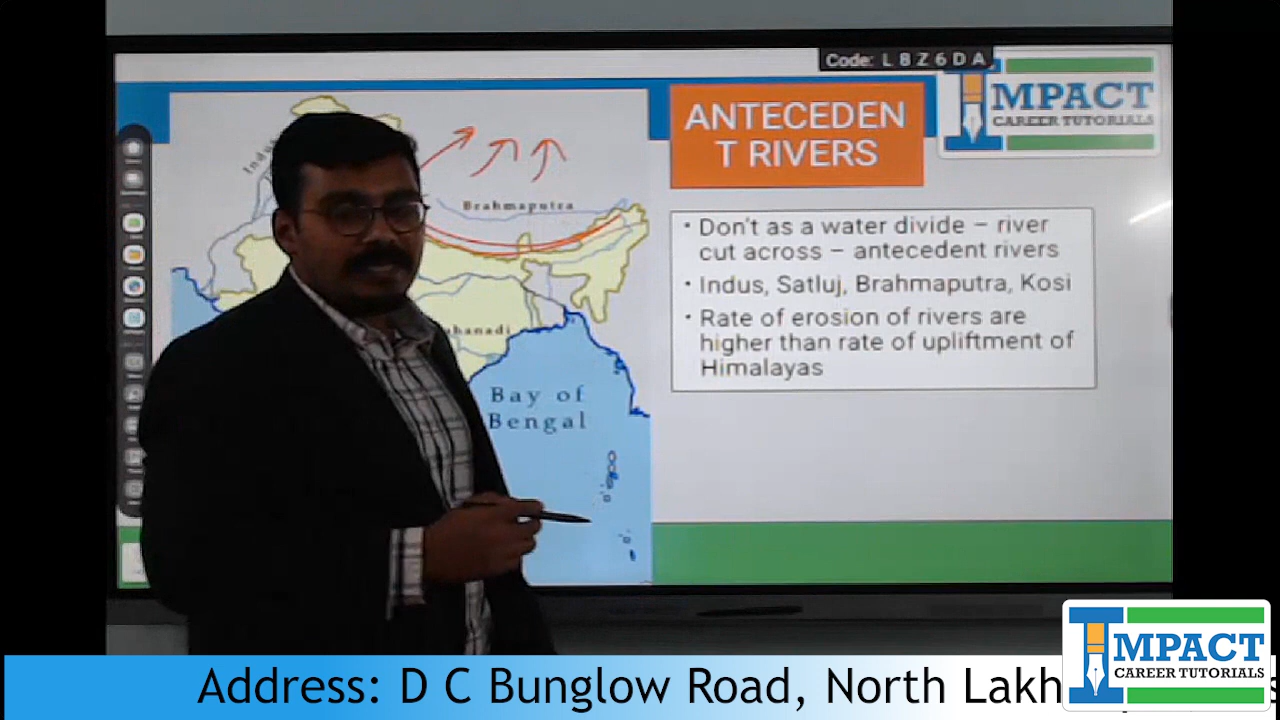 Code: L 8 Z 6 D A
MPACT
CAREER TUTORIALS
ANTECEDEN
T RIVERS
Indus
Brahmaputra
Bay of
Bengal
• Don't as a water divide – river
cut across – antecedent rivers
• Indus, Satluj, Brahmaputra, Kosi
• Rate of erosion of rivers are
higher than rate of upliftment of
Himalayas
IMPACT
CAREER TUTORIALS
Address: D C Bunglow Road, North